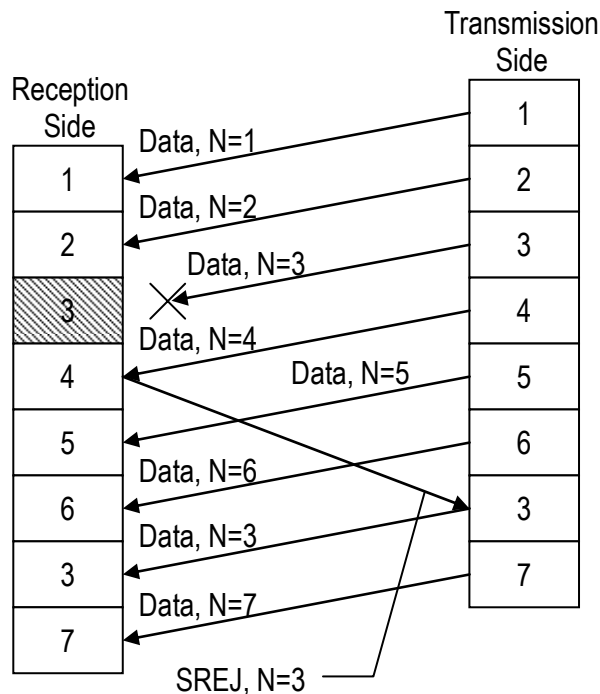 Transmission
Side
Reception
Side
1
Data, N=1
1
2
Data, N=2
2
3
Data, N=3
3
4
Data, N=4
4
5
Data, N=5
5
6
Data, N=6
6
3
Data, N=3
3
7
Data, N=7
7
SREJ, N=3